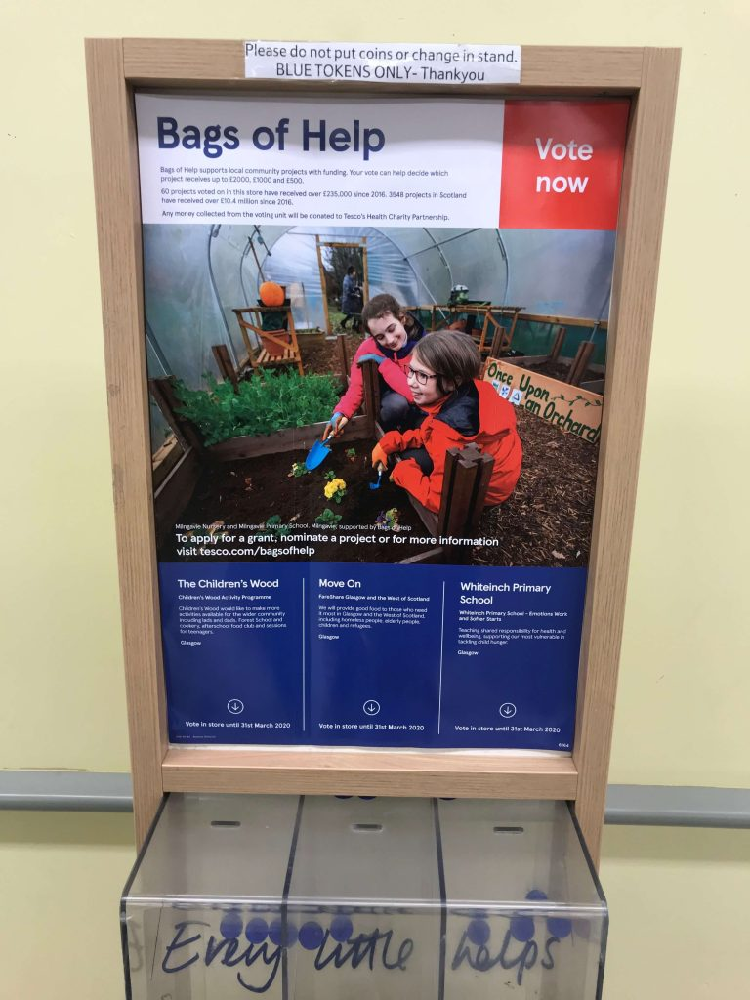 Please do not put coins or change in stand.
BLUE TOKENS ONLY- Thankyou
Bags of Help
Vote
now
Bags of Help supports local community projects with funding. Your vote can help decide which
project receives up to £2000, £1000 and £500.
60 projects voted on in this store have received over £235,000 since 2016. 3548 projects in Scotland
have received over £10.4 million since 2016.
Any money collected from the voting unit will be donated to Tesco's Health Charity Partnership.
Once Upon
an Orchard
Milngavie Nursery and Milngavie Primary School, Milngavie, supported by Bags of Help
To apply for a grant, nominate a project or for more information
visit tesco.com/bagsofhelp
The Children's Wood
Children's Wood Activity Programme
Children's Wood would like to make more
activities available for the wider community
including lads and dads, Forest School and
cookery, afterschool food club and sessions
for teenagers.
Glasgow
Vote in store until 31st March 2020
Move On
FareShare Glasgow and the West of Scotland
We will provide good food to those who need
it most in Glasgow and the West of Scotland,
including homeless people, elderly people,
children and refugees.
Glasgow
Vote in store until 31st March 2020
Whiteinch Primary
School
Whiteinch Primary School - Emotions Work
and Softer Starts
Teaching shared responsibility for health and
wellbeing, supporting our most vulnerable in
tackling child hunger.
Glasgow
Vote in store until 31st March 2020
6164
Every little helps